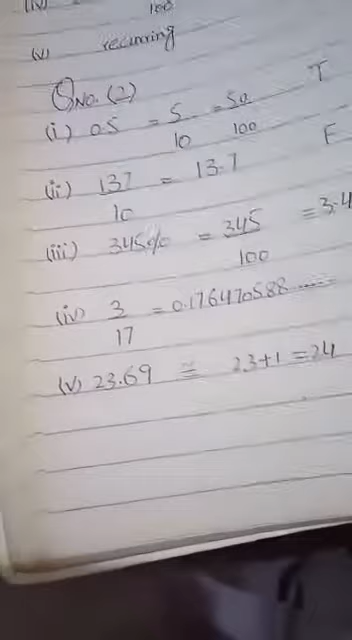 100
(v) recurring
Q No. (2)
(i) 0.5 = 5/10 = 50/100 T
(ii) 137/10 = 13.7 F
(iii) 345% = 345/100 = 3.4
(iv) 3/17 = 0.176470588......
(v) 23.69 = 23+1 = 24